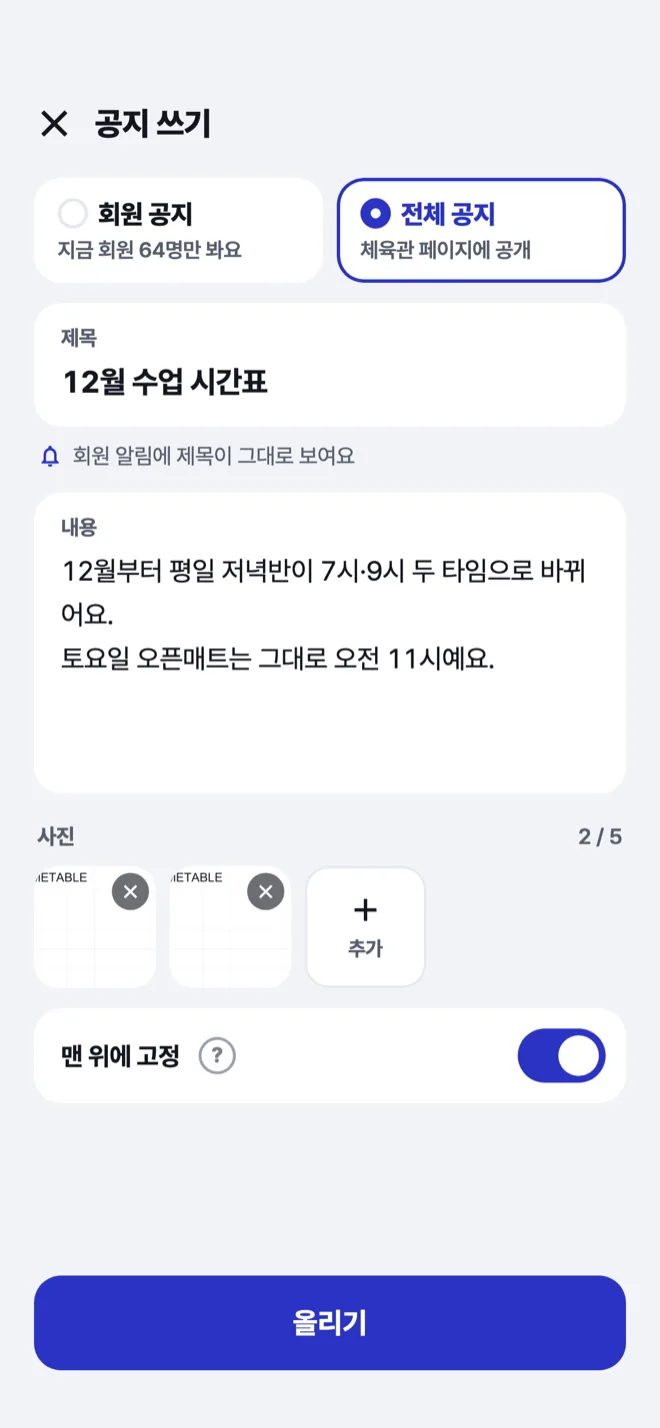 공지 쓰기
회원 공지
지금 회원 64명만 봐요
전체 공지
체육관 페이지에 공개
제목
12월 수업 시간표
회원 알림에 제목이 그대로 보여요
내용
12월부터 평일 저녁반이 7시·9시 두 타임으로 바뀌
어요.
토요일 오픈매트는 그대로 오전 11시예요.
사진
2 / 5
추가
맨 위에 고정
?
올리기